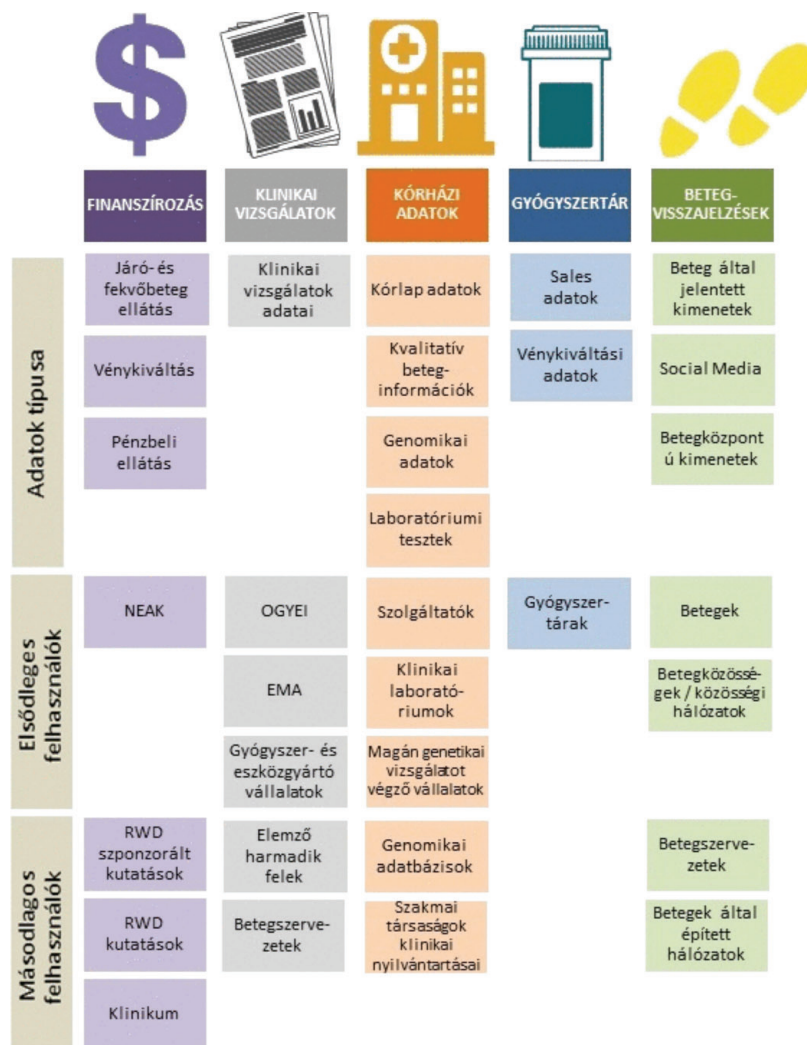 FINANSZÍROZÁS
KLINIKAI
VIZSGÁLATOK
KÓRHÁZI
ADATOK
GYÓGYSZERTÁR
BETEG-
VISSZAJELZÉSEK
Adatok típusa
Járó- és
fekvőbeteg
ellátás
Klinikai
vizsgálatok
adatai
Kórlap adatok
Sales
adatok
Beteg által
jelentett
kimenetek
Vénykiváltás
Kvalitatív
beteg-
információk
Vénykiváltási
adatok
Social Media
Pénzbeli
ellátás
Genomikai
adatok
Betegközpont
ú kimenetek
Laboratóriumi
tesztek
Elsődleges
felhasználók
NEAK
OGYEI
Szolgáltatók
Gyógyszer-
tárak
Betegek
EMA
Klinikai
laborató-
riumok
Betegközössé-
gek / közösségi
hálózatok
Gyógyszer- és
eszközgyártó
vállalatok
Magán genetikai
vizsgálatot
végző vállalatok
Másodlagos
felhasználók
RWD
szponzorált
kutatások
Elemző
harmadik
felek
Genomikai
adatbázisok
Betegszerve-
zetek
RWD
kutatások
Betegszerve-
zetek
Szakmai
társaságok
klinikai
nyilvántartásai
Betegek által
épített
hálózatok
Klinikum